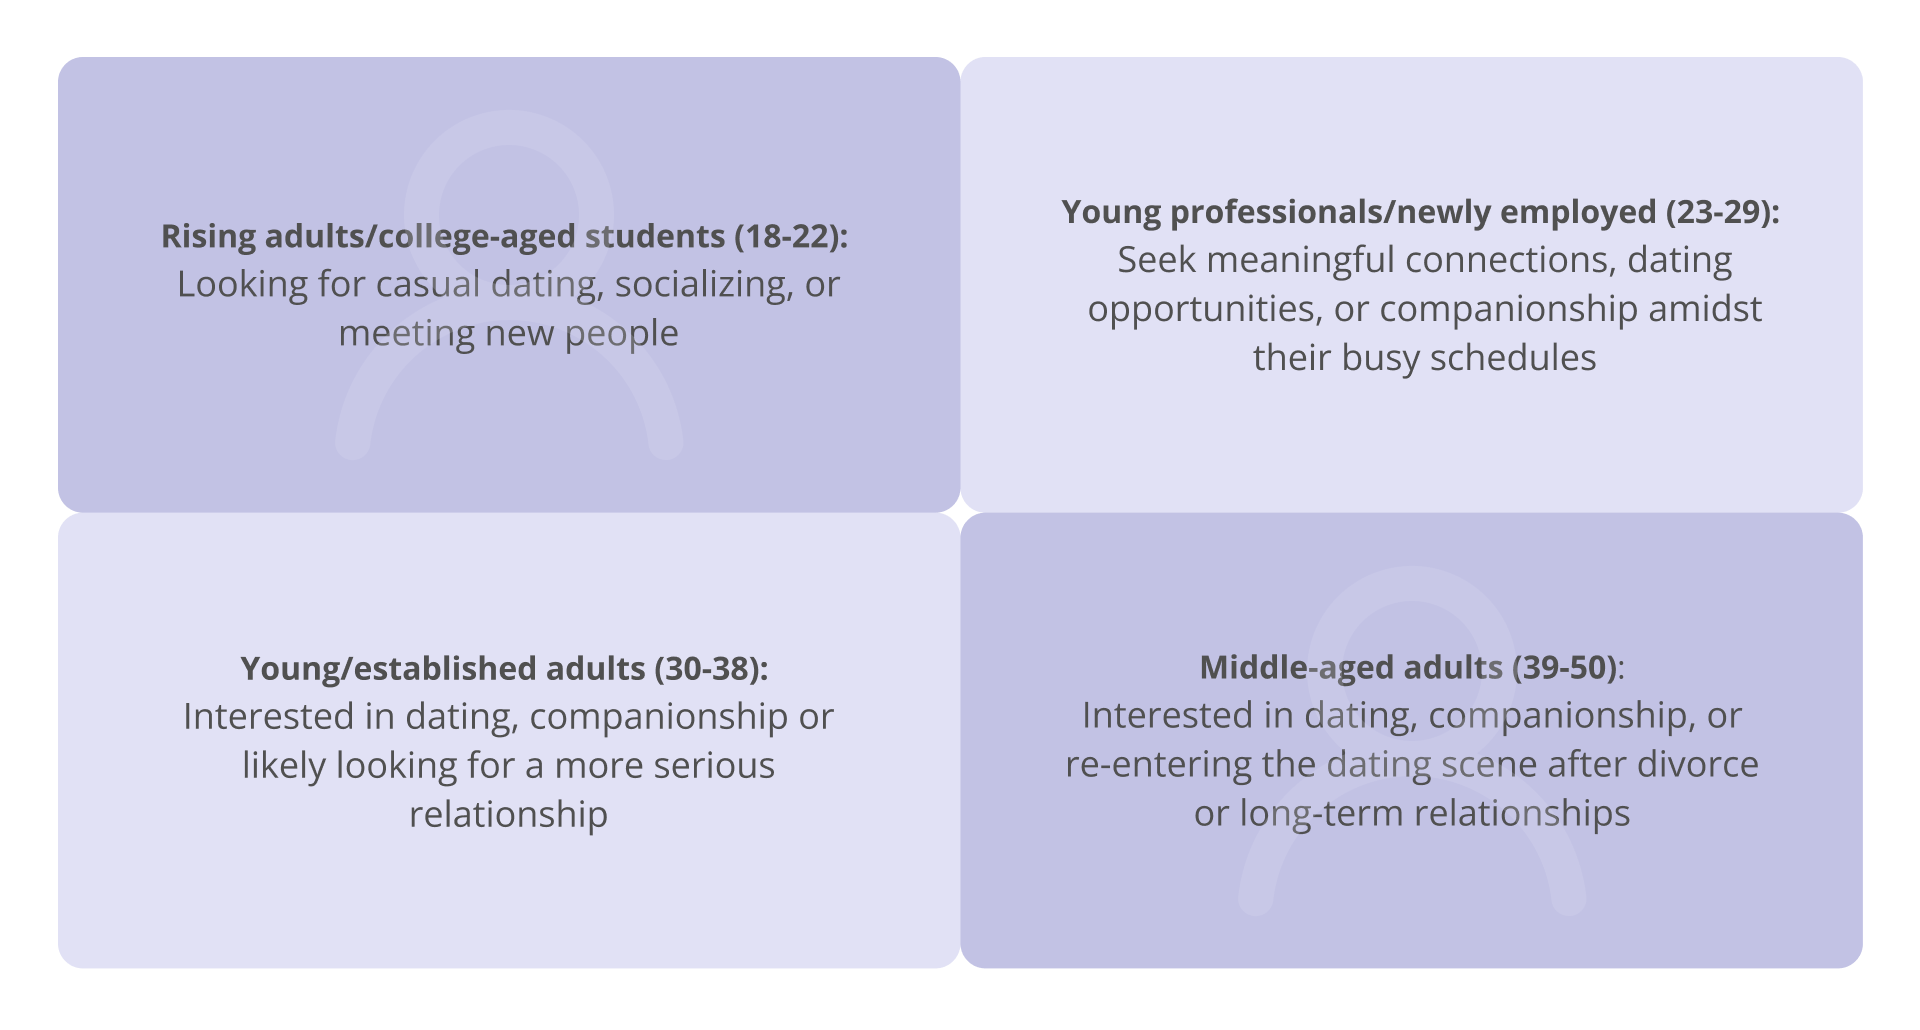 Rising adults/college-aged students (18-22):
Looking for casual dating, socializing, or
meeting new people
Young professionals/newly employed (23-29):
Seek meaningful connections, dating
opportunities, or companionship amidst
their busy schedules
Young/established adults (30-38):
Interested in dating, companionship or
likely looking for a more serious
relationship
Middle-aged adults (39-50):
Interested in dating, companionship, or
re-entering the dating scene after divorce
or long-term relationships